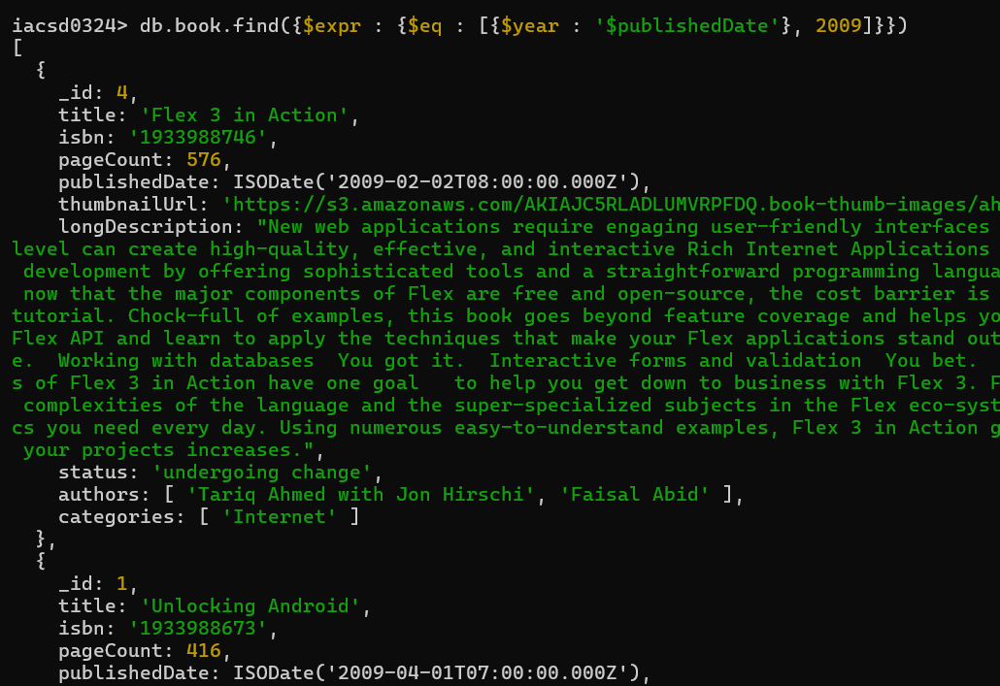 iacsd0324> db.book.find({$expr : {$eq : [{$year : '$publishedDate'}, 2009]}})
[
  {
    _id: 4,
    title: 'Flex 3 in Action',
    isbn: '1933988746',
    pageCount: 576,
    publishedDate: ISODate('2009-02-02T08:00:00.000Z'),
    thumbnailUrl: 'https://s3.amazonaws.com/AKIAJC5RLADLUMVRPFDQ.book-thumb-images/ah
    longDescription: "New web applications require engaging user-friendly interfaces
level can create high-quality, effective, and interactive Rich Internet Applications
 development by offering sophisticated tools and a straightforward programming langua
 now that the major components of Flex are free and open-source, the cost barrier is
tutorial. Chock-full of examples, this book goes beyond feature coverage and helps yo
Flex API and learn to apply the techniques that make your Flex applications stand out
e.  Working with databases  You got it.  Interactive forms and validation  You bet.
s of Flex 3 in Action have one goal   to help you get down to business with Flex 3. F
 complexities of the language and the super-specialized subjects in the Flex eco-syst
cs you need every day. Using numerous easy-to-understand examples, Flex 3 in Action g
 your projects increases.",
    status: 'undergoing change',
    authors: [ 'Tariq Ahmed with Jon Hirschi', 'Faisal Abid' ],
    categories: [ 'Internet' ]
  },
  {
    _id: 1,
    title: 'Unlocking Android',
    isbn: '1933988673',
    pageCount: 416,
    publishedDate: ISODate('2009-04-01T07:00:00.000Z'),